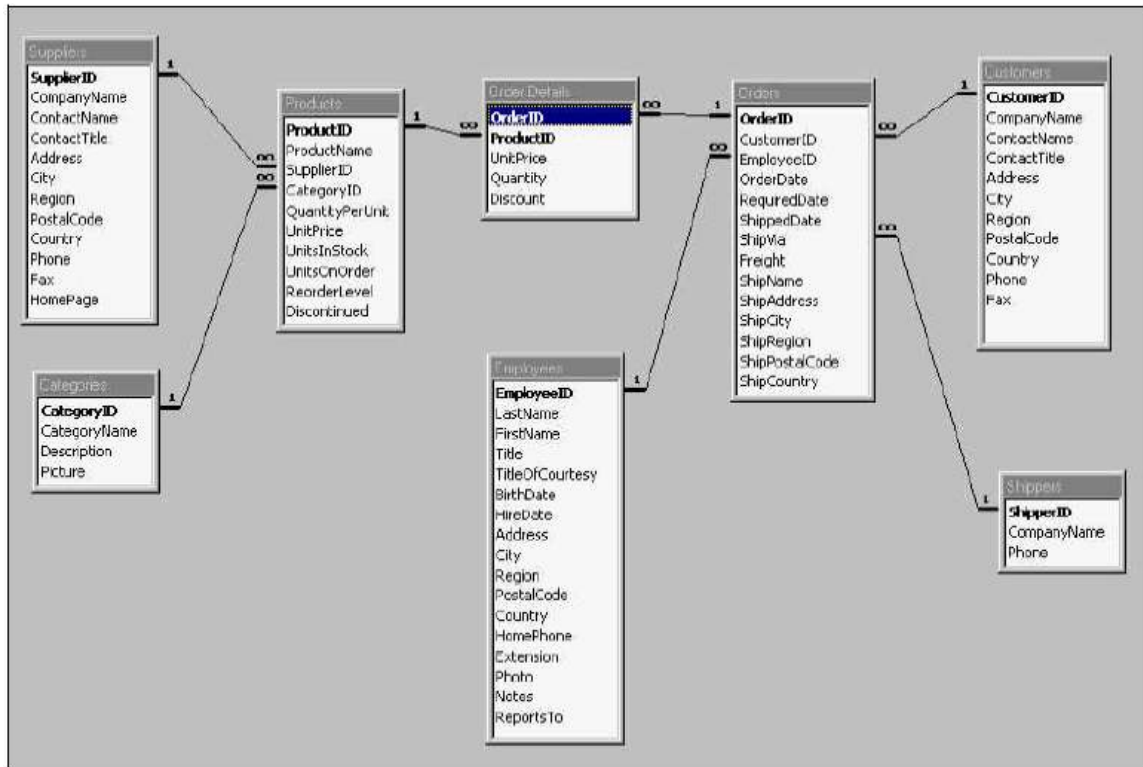 Suppliers
SupplierID
CompanyName
ContactName
ContactTitle
Address
City
Region
PostalCode
Country
Phone
Fax
HomePage
1
∞
Categories
CategoryID
CategoryName
Description
Picture
1
∞
Products
ProductID
ProductName
SupplierID
CategoryID
QuantityPerUnit
UnitPrice
UnitsInStock
UnitsOnOrder
ReorderLevel
Discontinued
1
∞
Order Details
OrderID
ProductID
UnitPrice
Quantity
Discount
∞
1
Employees
EmployeeID
LastName
FirstName
Title
TitleOfCourtesy
BirthDate
HireDate
Address
City
Region
PostalCode
Country
HomePhone
Extension
Photo
Notes
ReportsTo
1
∞
Orders
OrderID
CustomerID
EmployeeID
OrderDate
RequiredDate
ShippedDate
ShipVia
Freight
ShipName
ShipAddress
ShipCity
ShipRegion
ShipPostalCode
ShipCountry
∞
1
Customers
CustomerID
CompanyName
ContactName
ContactTitle
Address
City
Region
PostalCode
Country
Phone
Fax
∞
1
Shippers
ShipperID
CompanyName
Phone